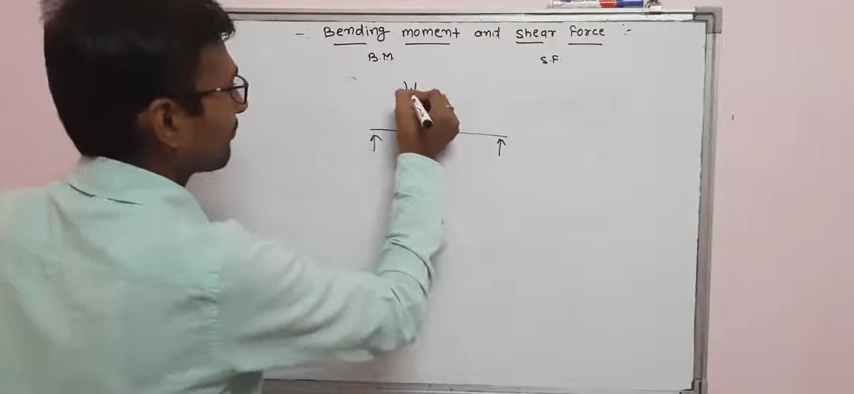 -: Bending moment and shear Force :-
B.M. S.F.
W